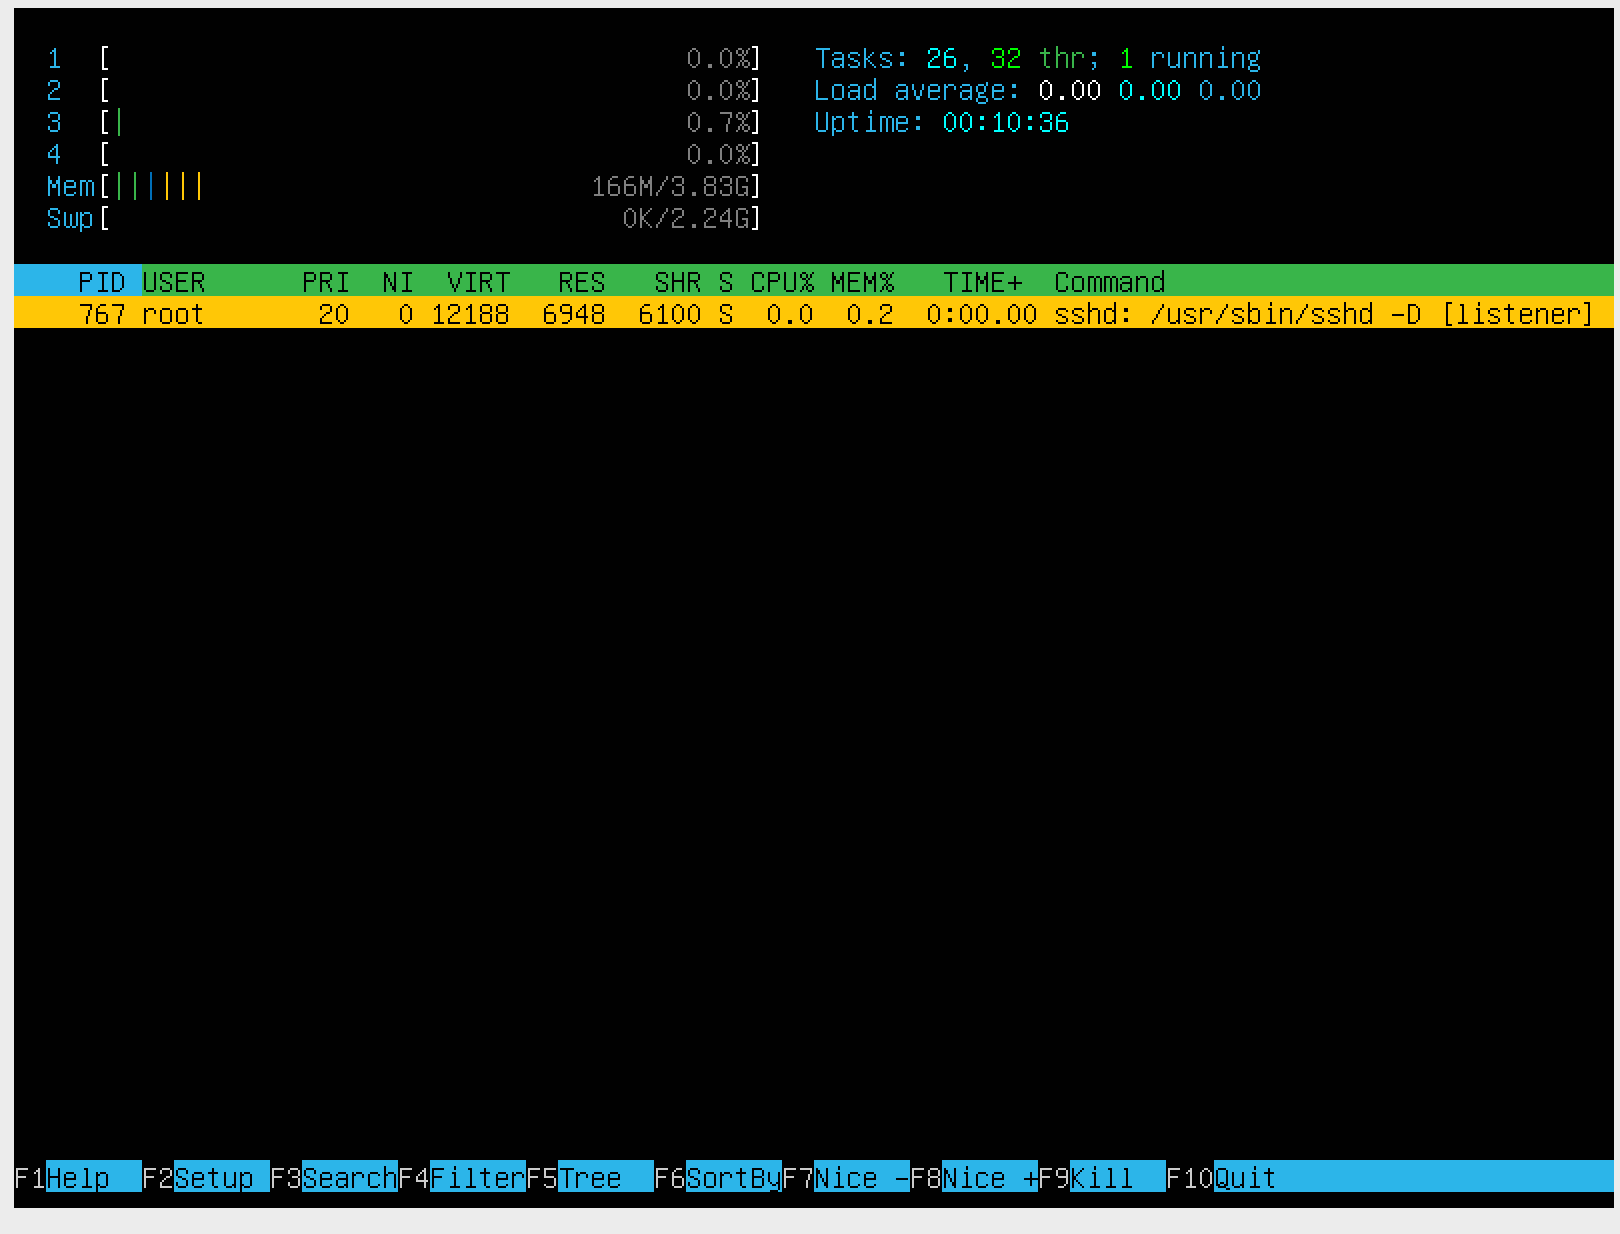 1 [ 0.0%] Tasks: 26, 32 thr; 1 running
2 [ 0.0%] Load average: 0.00 0.00 0.00
3 [| 0.7%] Uptime: 00:10:36
4 [ 0.0%]
Mem[|||||| 166M/3.83G]
Swp[ 0K/2.24G]
PID USER PRI NI VIRT RES SHR S CPU% MEM% TIME+ Command
767 root 20 0 12188 6948 6100 S 0.0 0.2 0:00.00 sshd: /usr/sbin/sshd -D [listener]
F1Help F2Setup F3SearchF4FilterF5Tree F6SortByF7Nice -F8Nice +F9Kill F10Quit